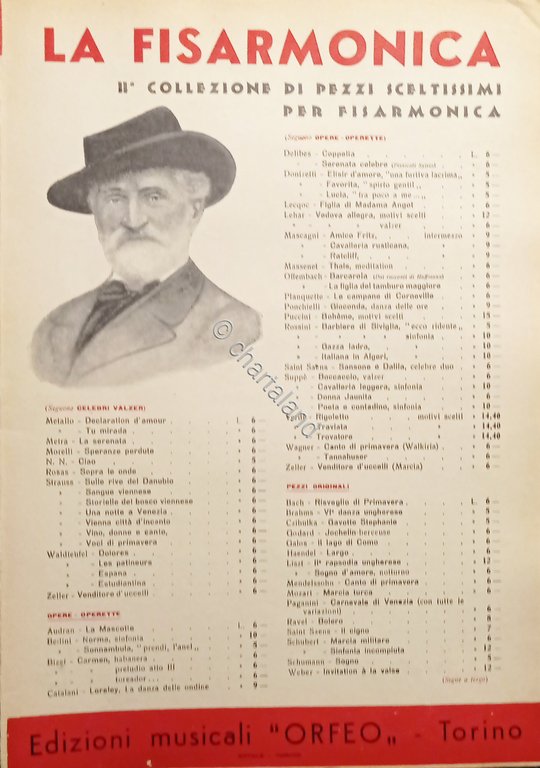 LA FISARMONICA
IIª COLLEZIONE DI PEZZI SCELTISSIMI
PER FISARMONICA
© chartaland
(Seguono CELEBRI VALZER)
Metallo - Declaration d'amour . . . L. 6 —
" - Tu mirada . . . " 6 —
Metra - La serenata . . . " 6 —
Morelli - Speranze perdute . . . " 6 —
N. N. - Ciao . . . " 5 —
Rosas - Sopra le onde . . . " 6 —
Strauss - Sulle rive del Danubio . . . " 6 —
" - Sangue viennese . . . " 6 —
" - Storielle del bosco viennese . . . " 6 —
" - Una notte a Venezia . . . " 6 —
" - Vienna città d'incanto . . . " 6 —
" - Vino, donne e canto, . . . " 6 —
" - Voci di primavera . . . " 6 —
Waldteufel - Dolores . . . " 6 —
" - Les patineurs . . . " 6 —
" - Espana . . . " 6 —
" - Estudiantina . . . " 6 —
Zeller - Venditore d'uccelli . . . " 6 —
OPERE - OPERETTE
Audran - La Mascotte . . . L. 6 —
Bellini - Norma, sinfonia . . . " 10 —
" - Sonnambula, "prendi, l'anel„ . . . " 5 —
Bizet - Carmen, habanera . . . " 6 —
" " preludio atto III . . . " 6 —
" " toreador . . . " 6 —
Catalani - Loreley, La danza delle ondine . . . " 9 —
(Seguono OPERE - OPERETTE)
Delibes - Coppelia . . . L. 6 —
" - Serenata celebre . . . " 6 —
Donizetti - Elisir d'amore, "una furtiva lacrima„ " 5 —
" - Favorita, "spirto gentil„ . . . " 5 —
" - Lucia, "fra poco a me...„ . . . " 5 —
Lecoq - Figlia di Madama Angot . . . " 6 —
Lehar - Vedova allegra, motivi scelti . . . " 12 —
" " " valzer . . . " 6 —
Mascagni - Amico Fritz, intermezzo " 9 —
" - Cavalleria rusticana, " " 9 —
" - Ratcliff, " " 9 —
Massenet - Thais, meditation . . . " 6 —
Offembach - Barcarola . . . " 6 —
" - La figlia del tamburo maggiore " 6 —
Planquette - Le campane di Corneville . . . " 6 —
Ponchielli - Gioconda, danza delle ore . . . " 9 —
Puccini - Bohème, motivi scelti . . . " 15 —
Rossini - Barbiere di Siviglia, "ecco ridente„ " 5 —
" " " sinfonia " 10 —
" - Gazza ladra, " " 10 —
" - Italiana in Algeri, " " 10 —
Saint Saëns - Sansone e Dalila, celebre duo . " 6 —
Suppè - Boccaccio, valzer . . . " 6 —
" - Cavalleria leggera, sinfonia . . . " 10 —
" - Donna Juanita . . . " 6 —
" - Poeta e contadino, sinfonia . . . " 10 —
Rigoletto motivi scelti " 14,40
Traviata " " 14,40
Trovatore " " 14,40
Wagner - Canto di primavera (Walkiria) . . . " 6 —
" - Tannahuser . . . " 6 —
Zeller - Venditore d'uccelli (Marcia) . . . " 6 —
PEZZI ORIGINALI
Bach - Risveglio di Primavera . . . L. 6 —
Brahms - VIª danza ungherese . . . " 5 —
Czibulka - Gavotte Stephanie . . . " 5 —
Godard - Jochelin-berceuse . . . " 6 —
Galos - Il lago di Como . . . " 6 —
Haendel - Largo . . . " 6 —
Liszt - IIª rapsodia ungherese . . . " 12 —
" - Sogno d'amore, notturno . . . " 6 —
Mendelssohn - Canto di primavera . . . " 6 —
Mozart - Marcia turca . . . " 6 —
Paganini - Carnevale di Venezia (con tutte le
variazioni) . . . " 6 —
Ravel - Bolero . . . " 8 —
Saint Saens - Il cigno . . . " 7 —
Schubert - Marcia militare . . . " 6 —
" - Sinfonia incompiuta . . . " 12 —
Schumann - Sogno . . . " 5 —
Weber - Invitation à la valse . . . " 12 —
(Segue a tergo)
Edizioni musicali "ORFEO„ - Torino